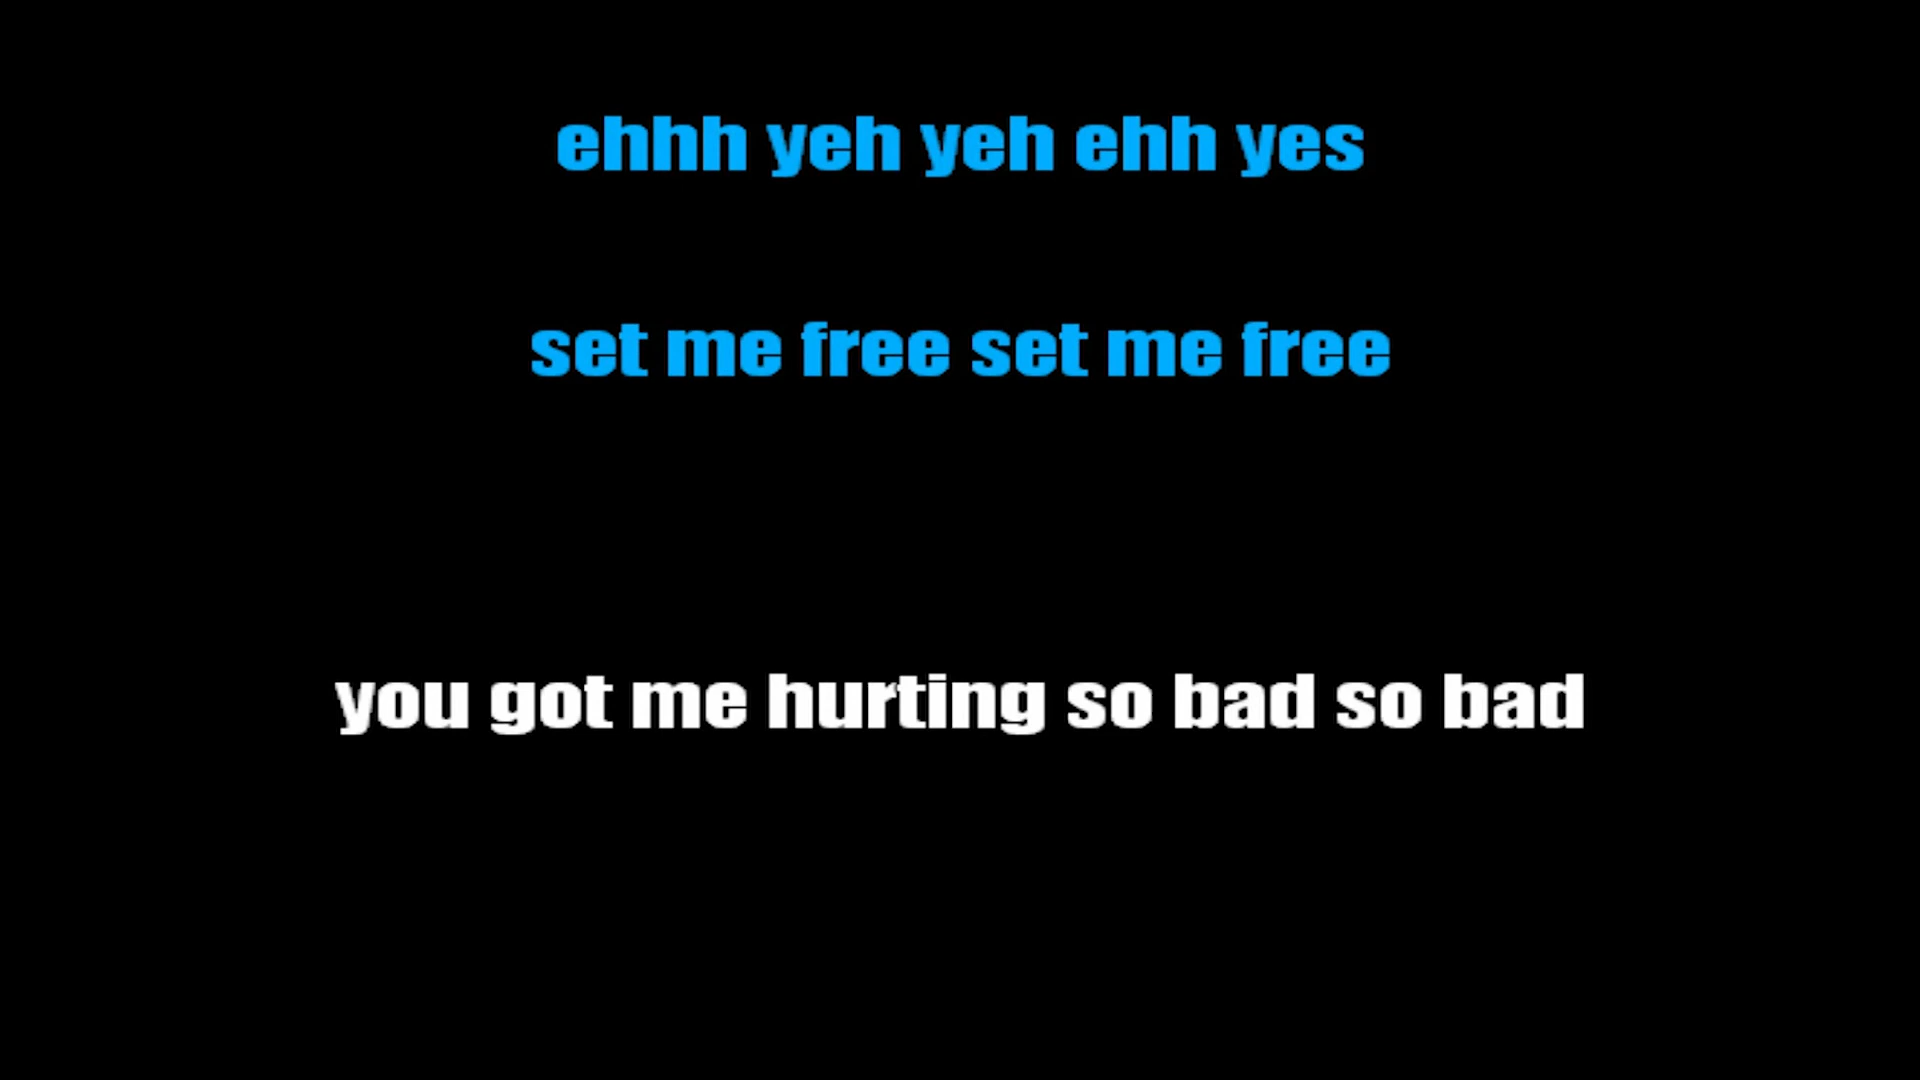 ehhh yeh yeh ehh yes
set me free set me free
you got me hurting so bad so bad